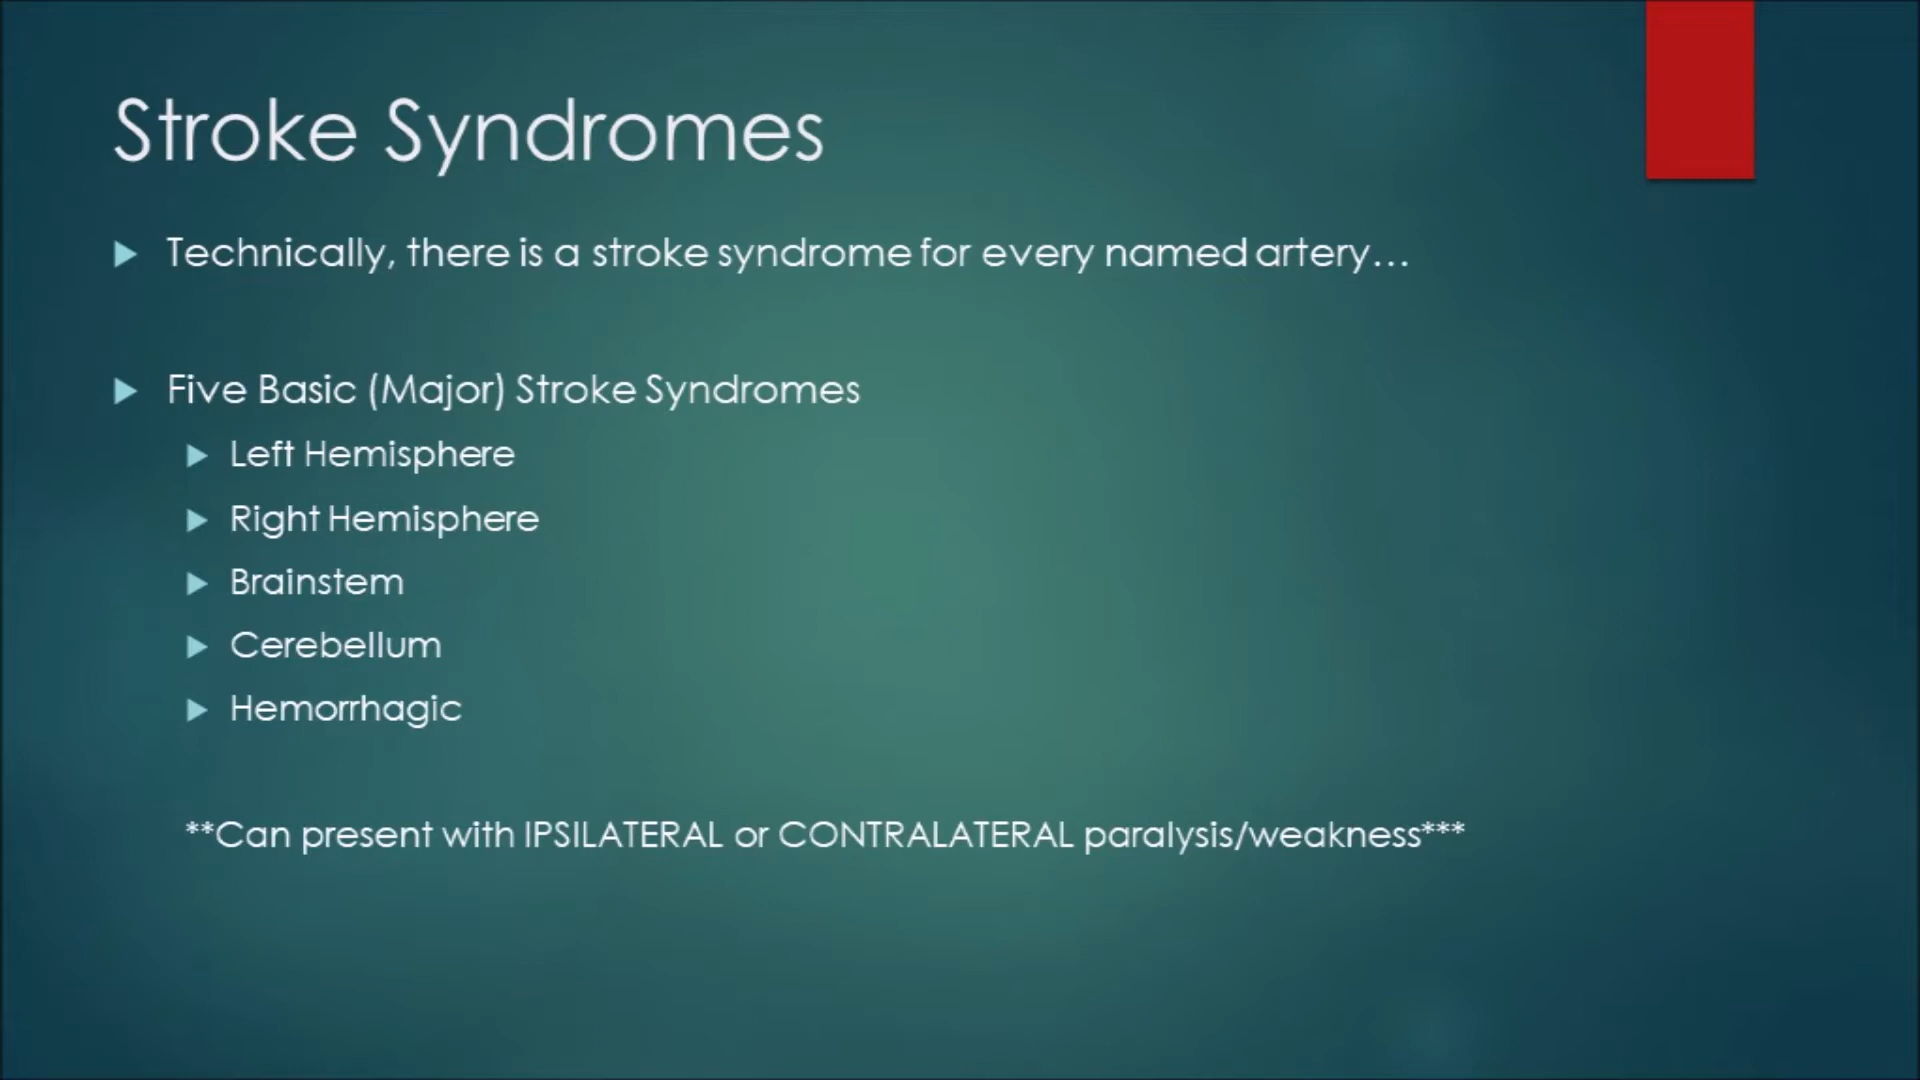 Stroke Syndromes
Technically, there is a stroke syndrome for every named artery...
Five Basic (Major) Stroke Syndromes
Left Hemisphere
Right Hemisphere
Brainstem
Cerebellum
Hemorrhagic
**Can present with IPSILATERAL or CONTRALATERAL paralysis/weakness***